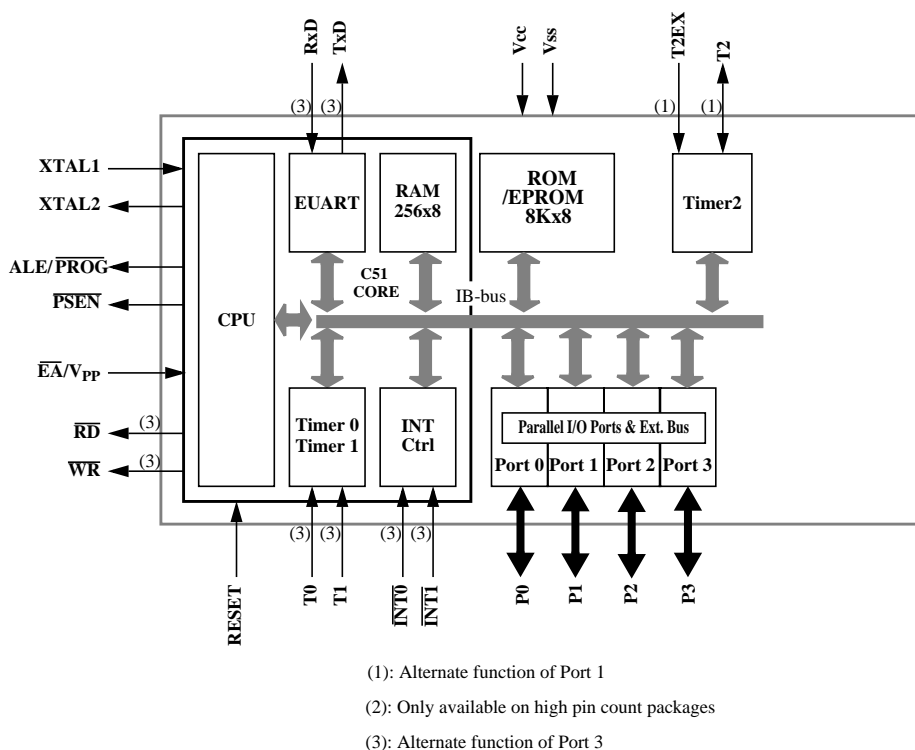 RxD
TxD
Vcc
Vss
T2EX
T2
(3)
(3)
(1)
(1)
XTAL1
XTAL2
ALE/PROG
PSEN
EA/VPP
RD
(3)
WR
(3)
CPU
EUART
RAM
256x8
ROM
/EPROM
8Kx8
Timer2
C51
CORE
IB-bus
Timer 0
Timer 1
INT
Ctrl
Parallel I/O Ports & Ext. Bus
Port 0
Port 1
Port 2
Port 3
(3)
(3)
(3)
(3)
RESET
T0
T1
INT0
INT1
P0
P1
P2
P3
(1): Alternate function of Port 1
(2): Only available on high pin count packages
(3): Alternate function of Port 3